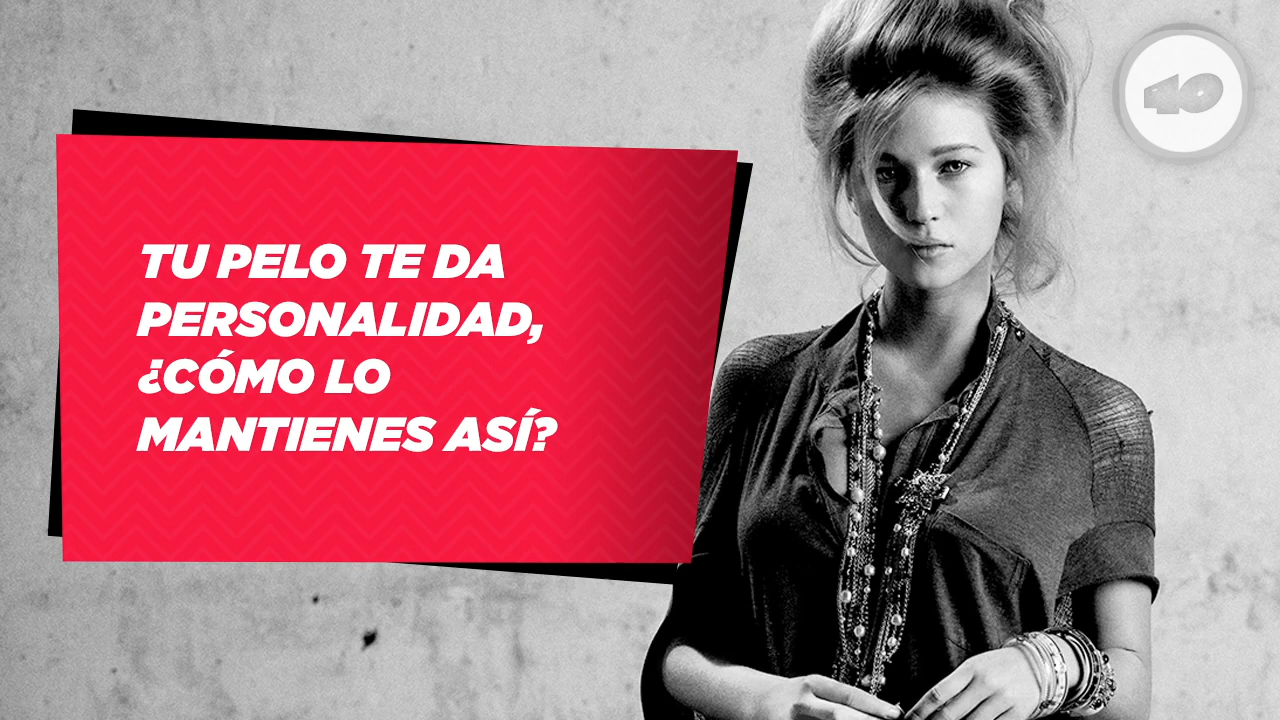 TU PELO TE DA
PERSONALIDAD,
¿CÓMO LO
MANTIENES ASÍ?
40